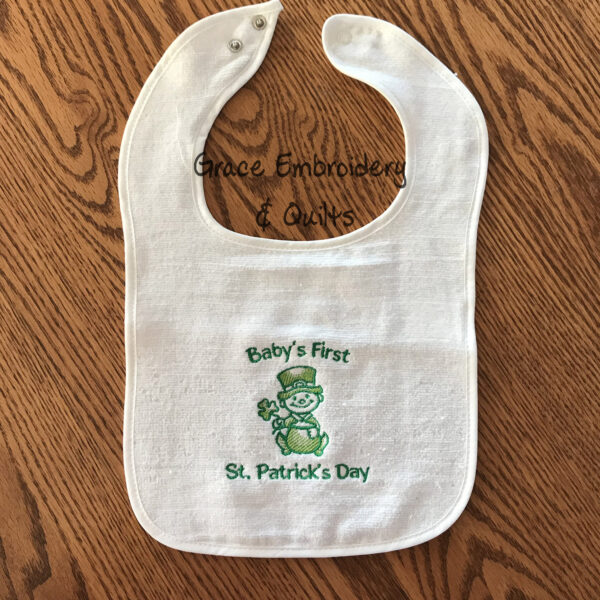 Grace Embroidery
& Quilts
Baby's First
St. Patrick's Day